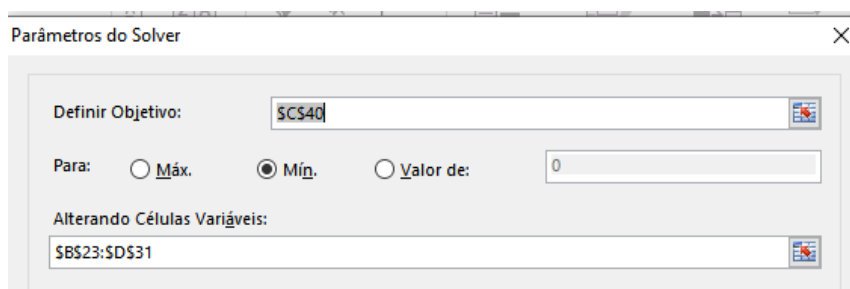 Parâmetros do Solver
Definir Objetivo: $C$40
Para: Máx. Mín. Valor de: 0
Alterando Células Variáveis:
$B$23:$D$31